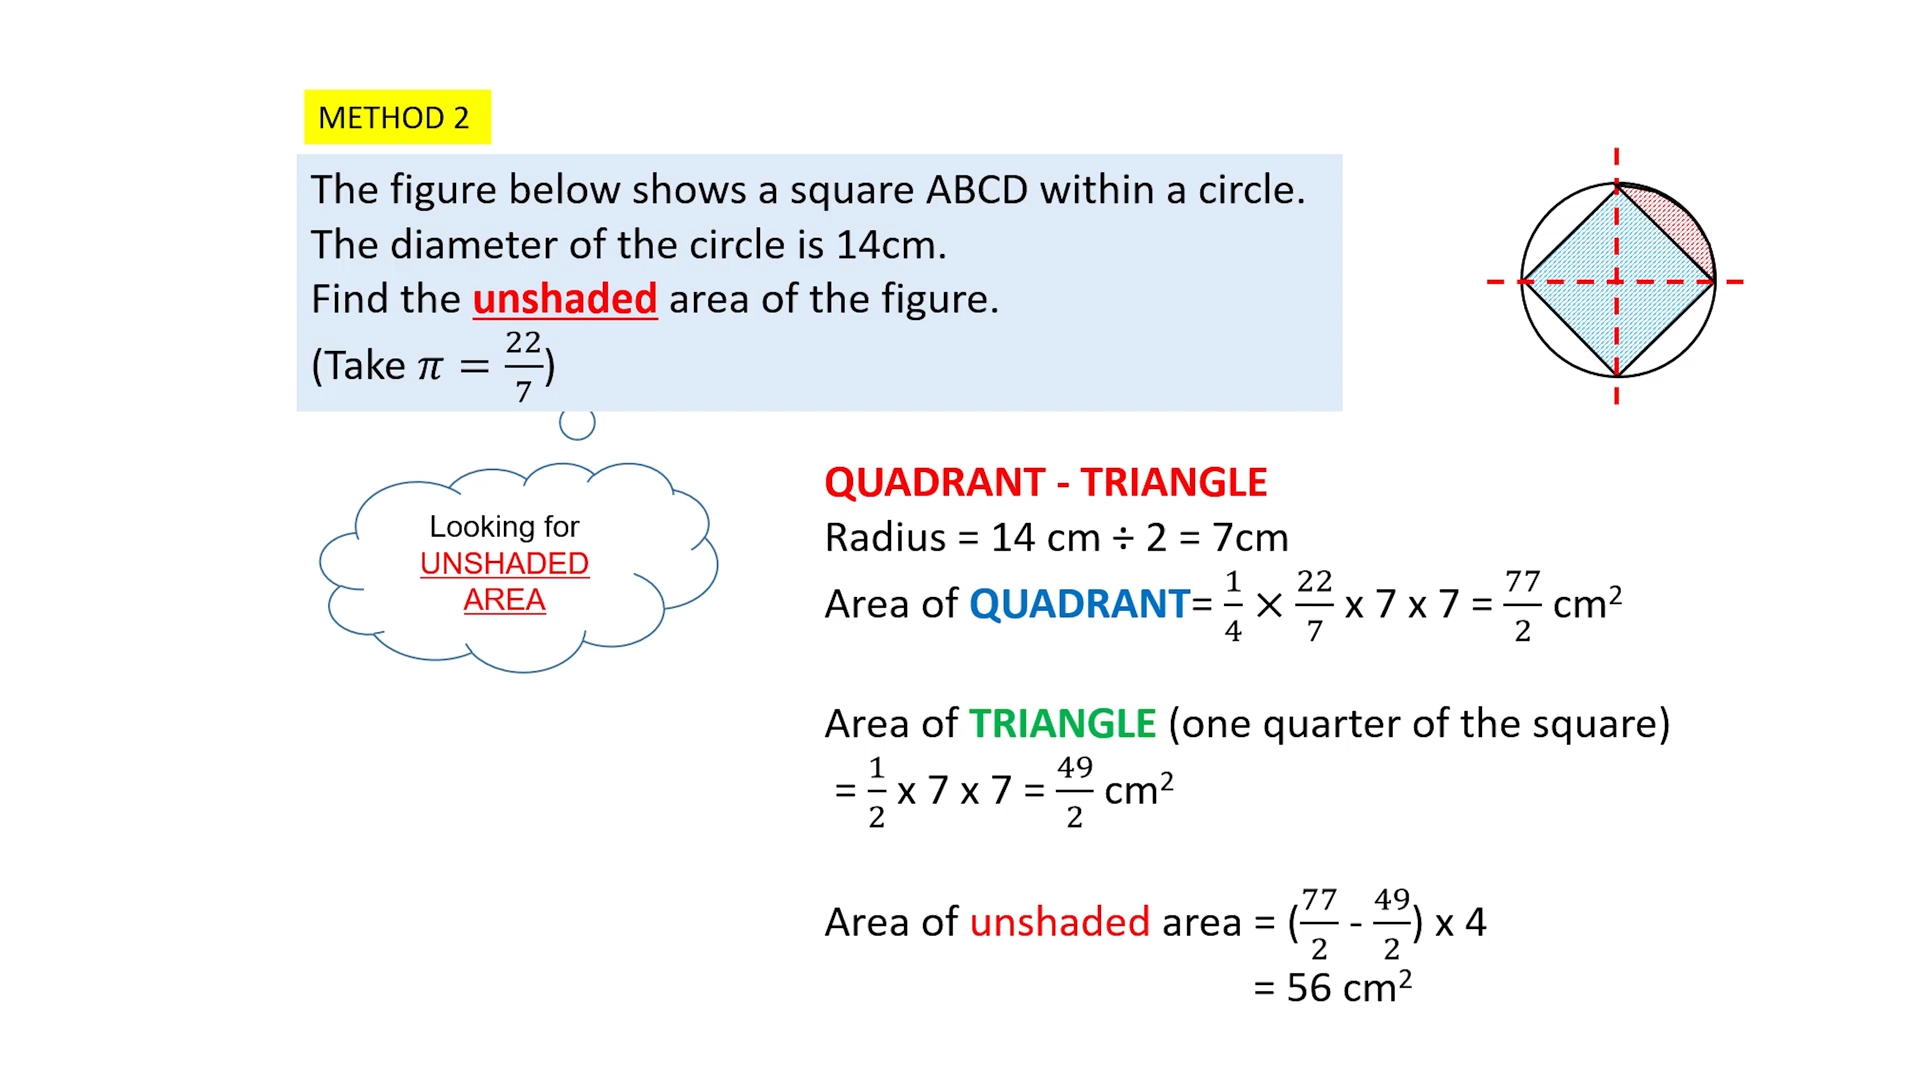 METHOD 2
The figure below shows a square ABCD within a circle.
The diameter of the circle is 14cm.
Find the unshaded area of the figure.
(Take π = 22/7)
Looking for
UNSHADED
AREA
QUADRANT - TRIANGLE
Radius = 14 cm ÷ 2 = 7cm
Area of QUADRANT= 1/4 × 22/7 x 7 x 7 = 77/2 cm²
Area of TRIANGLE (one quarter of the square)
= 1/2 x 7 x 7 = 49/2 cm²
Area of unshaded area = (77/2 - 49/2) x 4
= 56 cm²